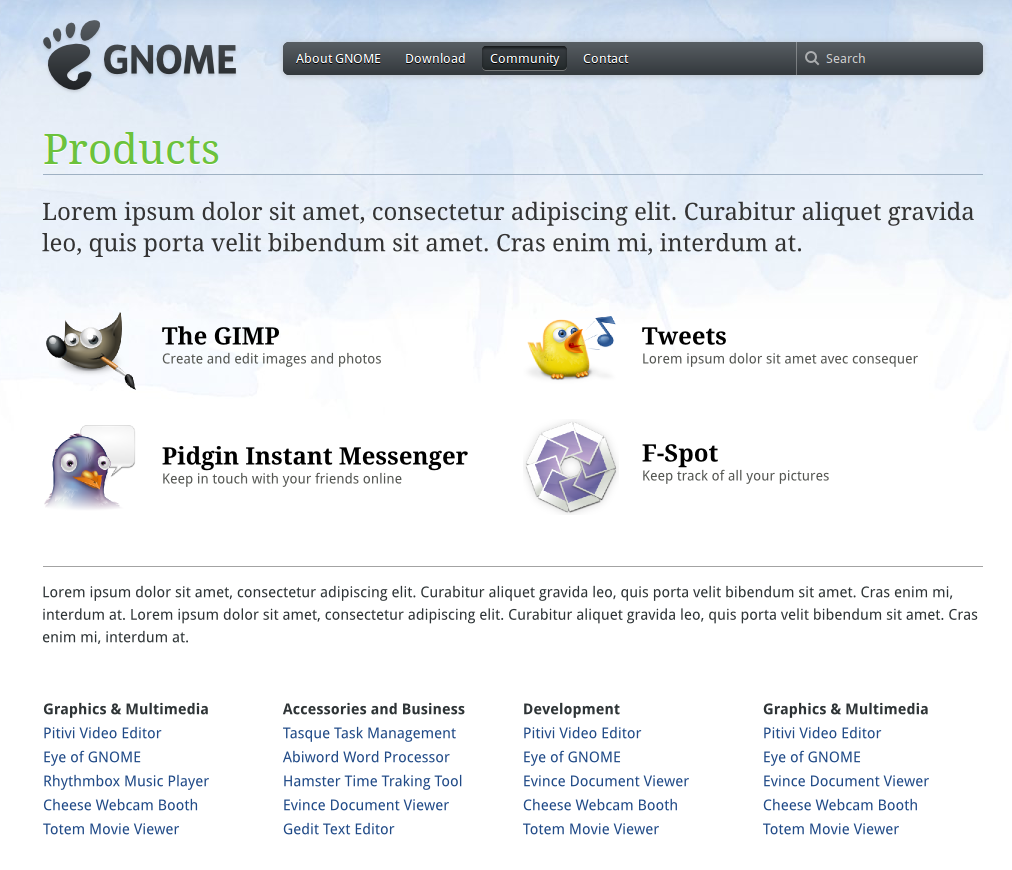 GNOME
About GNOME Download Community Contact Search
Products
Lorem ipsum dolor sit amet, consectetur adipiscing elit. Curabitur aliquet gravida
leo, quis porta velit bibendum sit amet. Cras enim mi, interdum at.
The GIMP
Create and edit images and photos
Tweets
Lorem ipsum dolor sit amet avec consequer
Pidgin Instant Messenger
Keep in touch with your friends online
F-Spot
Keep track of all your pictures
Lorem ipsum dolor sit amet, consectetur adipiscing elit. Curabitur aliquet gravida leo, quis porta velit bibendum sit amet. Cras enim mi,
interdum at. Lorem ipsum dolor sit amet, consectetur adipiscing elit. Curabitur aliquet gravida leo, quis porta velit bibendum sit amet. Cras
enim mi, interdum at.
Graphics & Multimedia
Pitivi Video Editor
Eye of GNOME
Rhythmbox Music Player
Cheese Webcam Booth
Totem Movie Viewer
Accessories and Business
Tasque Task Management
Abiword Word Processor
Hamster Time Traking Tool
Evince Document Viewer
Gedit Text Editor
Development
Pitivi Video Editor
Eye of GNOME
Evince Document Viewer
Cheese Webcam Booth
Totem Movie Viewer
Graphics & Multimedia
Pitivi Video Editor
Eye of GNOME
Evince Document Viewer
Cheese Webcam Booth
Totem Movie Viewer